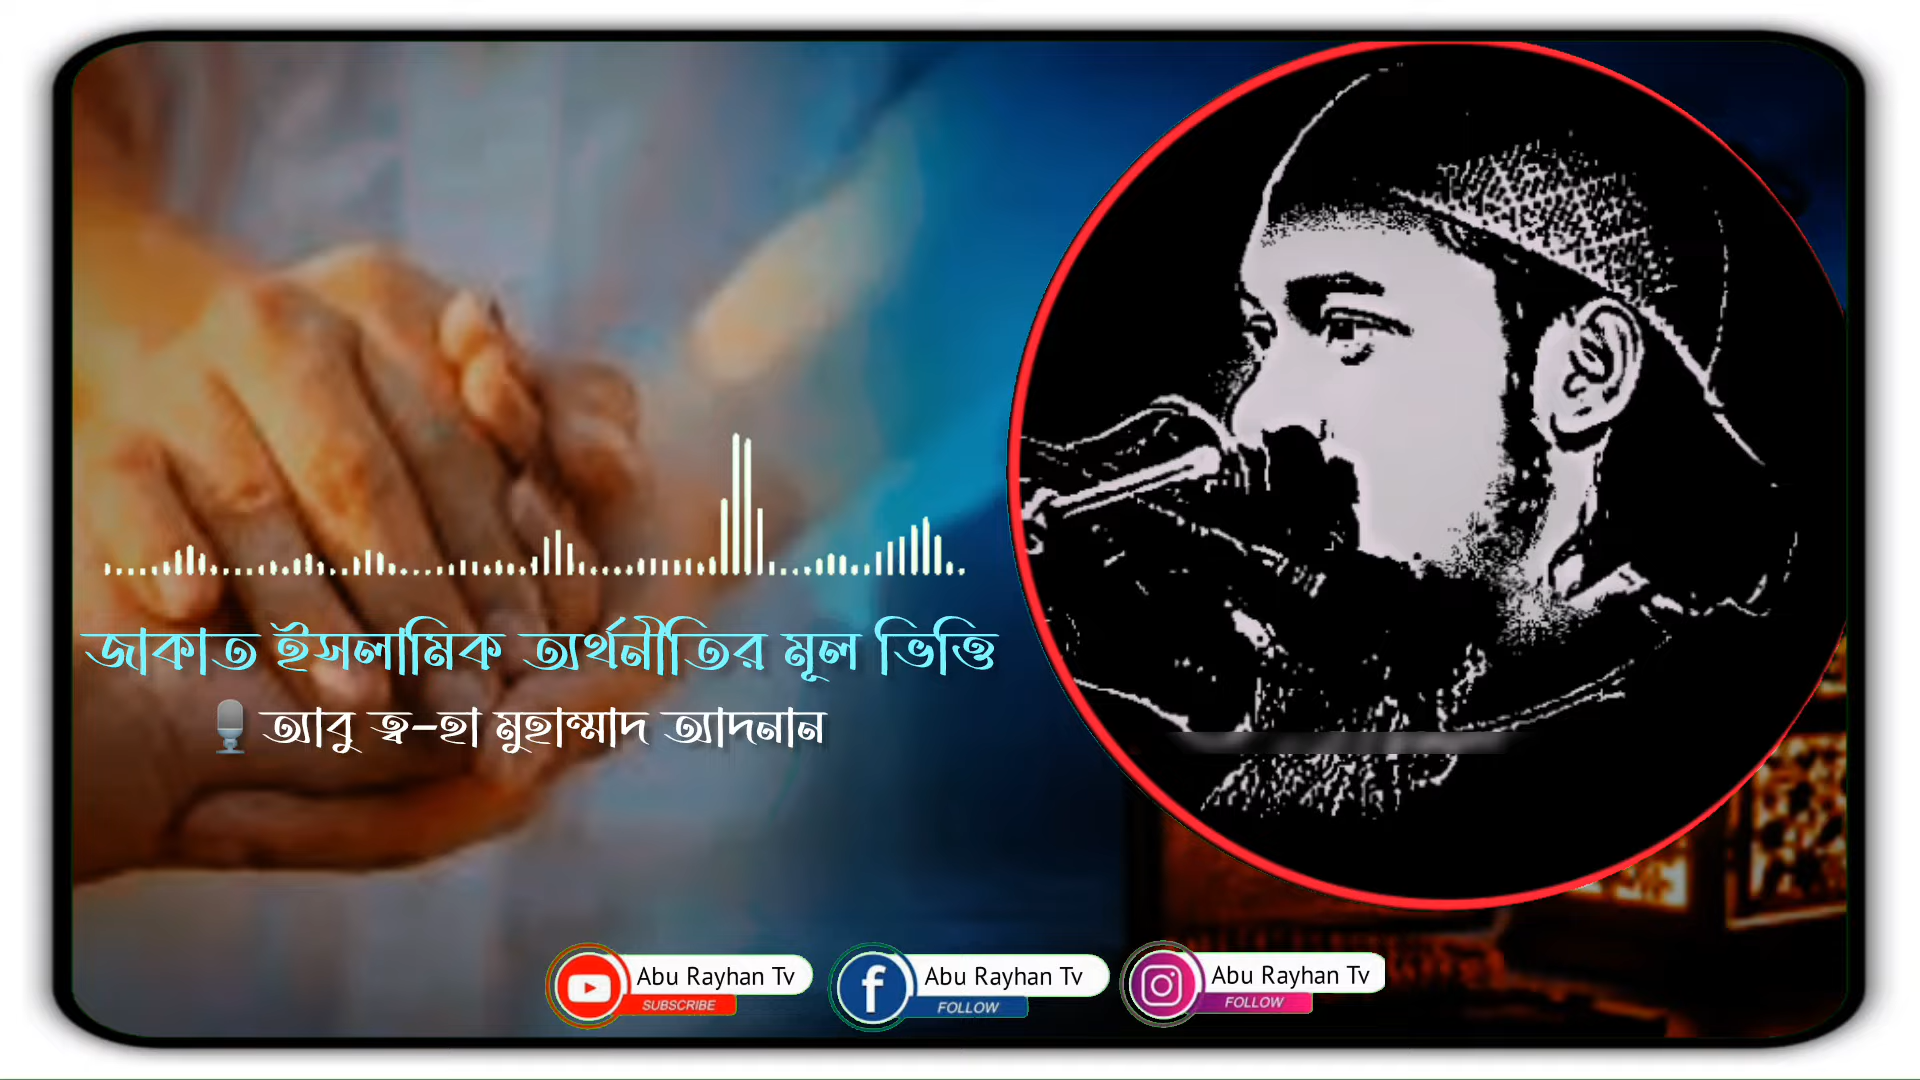 জাকাত ইসলামিক অর্থনীতির মূল ভিত্তি
আবু ত্ব-হা মুহাম্মাদ আদনান
Abu Rayhan Tv
SUBSCRIBE
Abu Rayhan Tv
FOLLOW
Abu Rayhan Tv
FOLLOW